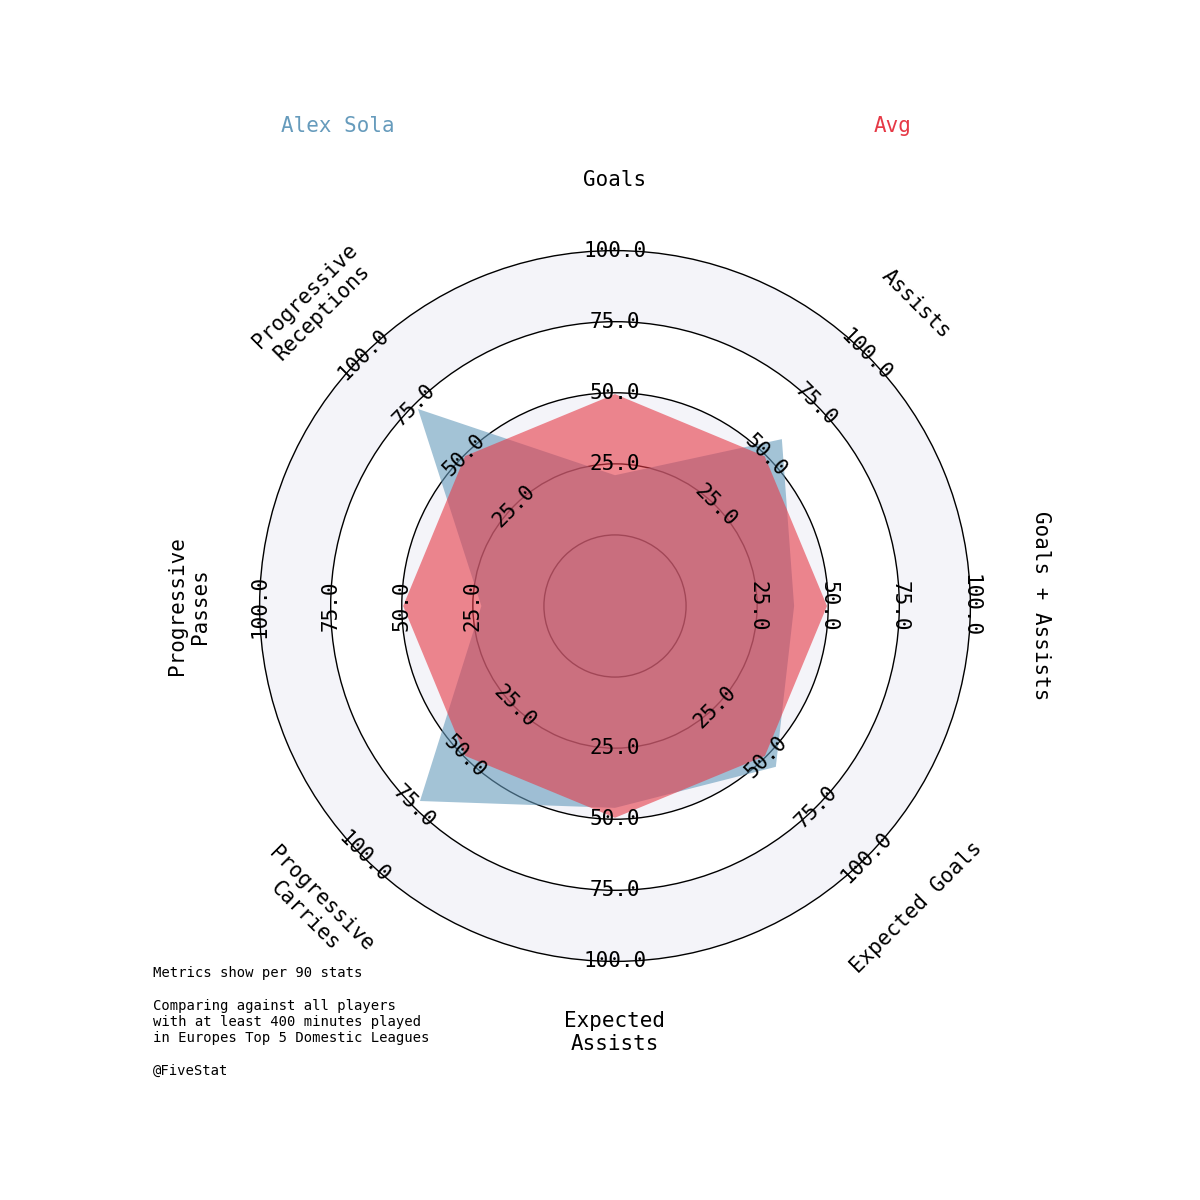 Alex Sola
Avg
Goals
Assists
Goals + Assists
Expected Goals
Expected
Assists
Progressive
Carries
Progressive
Passes
Progressive
Receptions
25.0
50.0
75.0
100.0
25.0
50.0
75.0
100.0
25.0
50.0
75.0
100.0
25.0
50.0
75.0
100.0
25.0
50.0
75.0
100.0
25.0
50.0
75.0
100.0
25.0
50.0
75.0
100.0
25.0
50.0
75.0
100.0
Metrics show per 90 stats
Comparing against all players
with at least 400 minutes played
in Europes Top 5 Domestic Leagues
@FiveStat